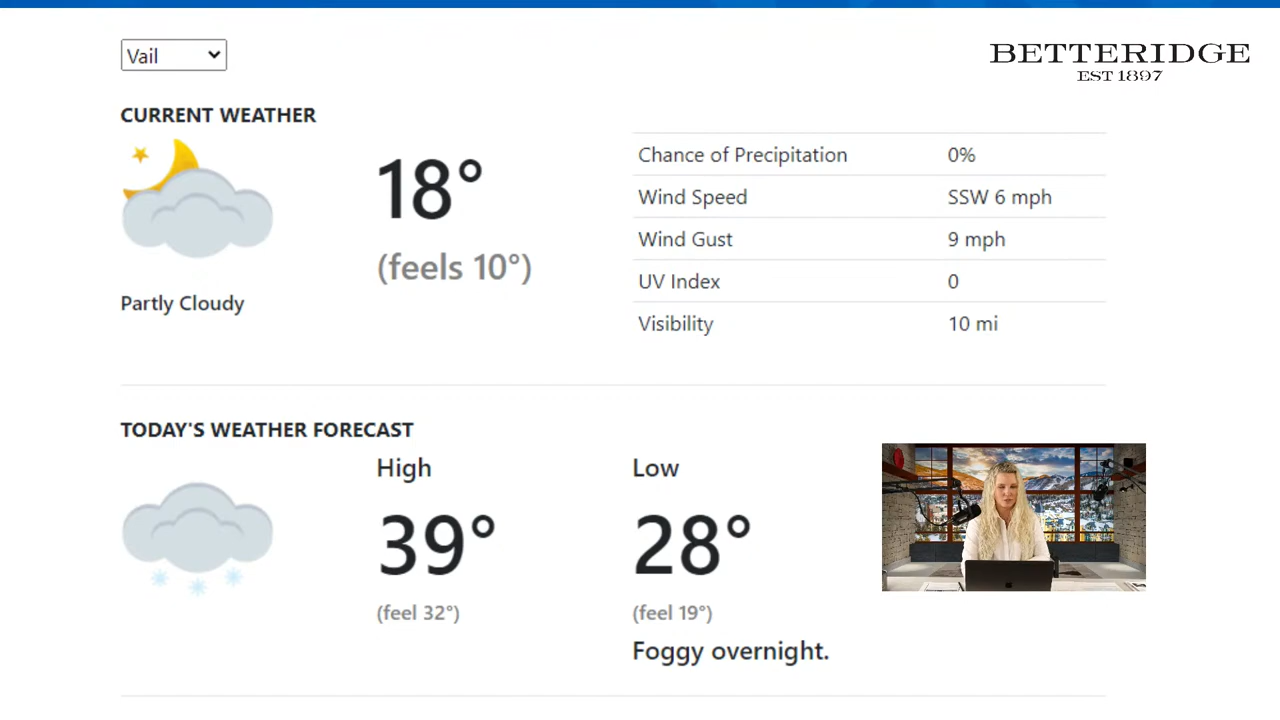 Vail
BETTERIDGE
EST 1897
CURRENT WEATHER
18°
(feels 10°)
Partly Cloudy
Chance of Precipitation 0%
Wind Speed SSW 6 mph
Wind Gust 9 mph
UV Index 0
Visibility 10 mi
TODAY'S WEATHER FORECAST
High
39°
(feel 32°)
Low
28°
(feel 19°)
Foggy overnight.